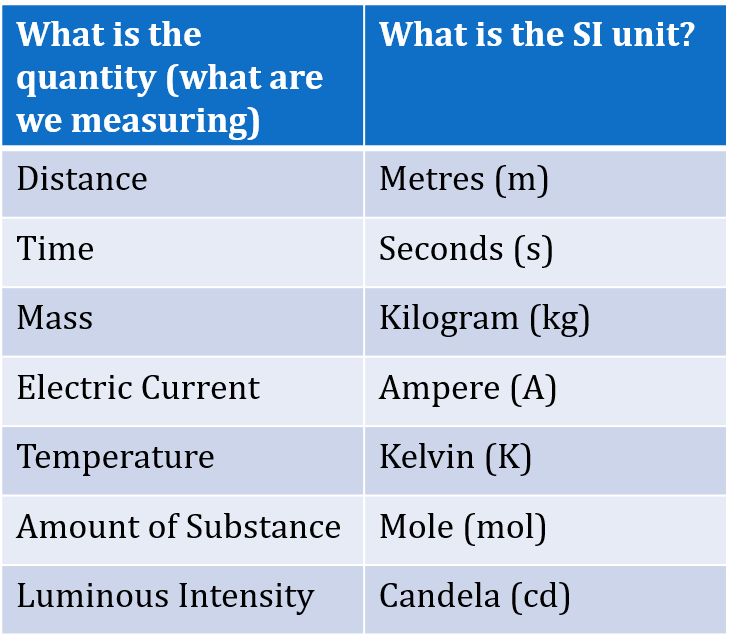 What is the
quantity (what are
we measuring)
What is the SI unit?
Distance
Metres (m)
Time
Seconds (s)
Mass
Kilogram (kg)
Electric Current
Ampere (A)
Temperature
Kelvin (K)
Amount of Substance
Mole (mol)
Luminous Intensity
Candela (cd)